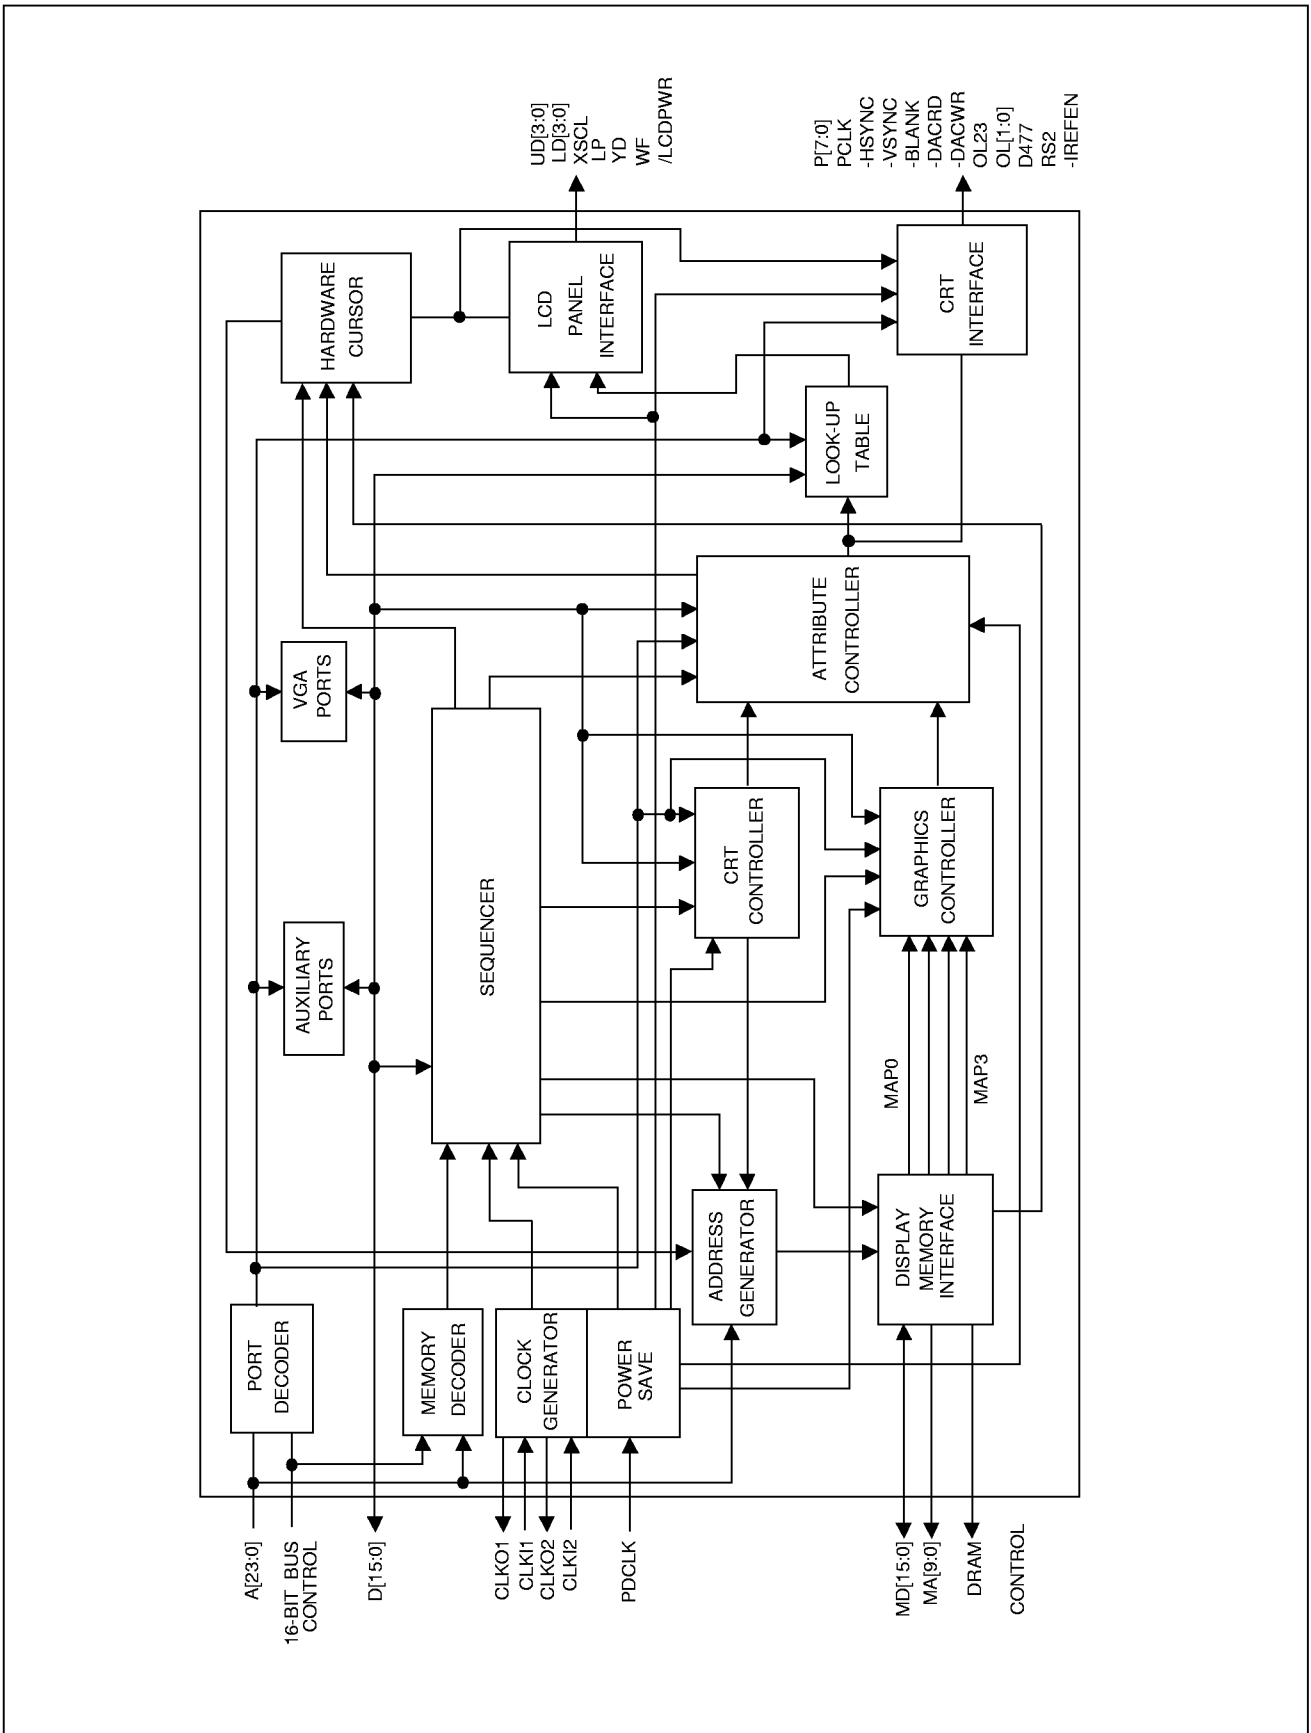 A[23:0]
16-BIT BUS
CONTROL
D[15:0]
CLKO1
CLKI1
CLKO2
CLKI2
PDCLK
MD[15:0]
MA[9:0]
DRAM
CONTROL
PORT
DECODER
MEMORY
DECODER
CLOCK
GENERATOR
POWER
SAVE
ADDRESS
GENERATOR
DISPLAY
MEMORY
INTERFACE
AUXILIARY
PORTS
VGA
PORTS
SEQUENCER
MAP0
MAP3
CRT
CONTROLLER
GRAPHICS
CONTROLLER
ATTRIBUTE
CONTROLLER
HARDWARE
CURSOR
LCD
PANEL
INTERFACE
LOOK-UP
TABLE
CRT
INTERFACE
UD[3:0]
LD[3:0]
XSCL
LP
YD
WF
/LCDPWR
P[7:0]
PCLK
-HSYNC
-VSYNC
-BLANK
-DACRD
-DACWR
OL23
OL[1:0]
D477
RS2
-IREFEN